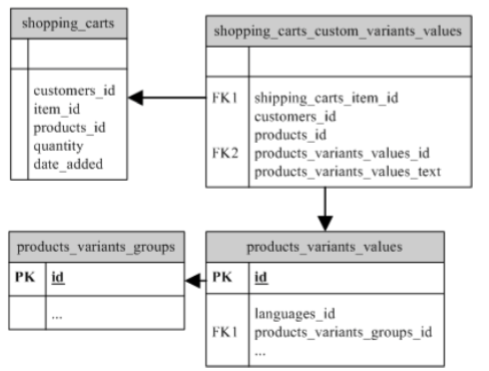 shopping_carts
customers_id
item_id
products_id
quantity
date_added
shopping_carts_custom_variants_values
FK1 shipping_carts_item_id
customers_id
products_id
FK2 products_variants_values_id
products_variants_values_text
products_variants_groups
PK id
...
products_variants_values
PK id
languages_id
FK1 products_variants_groups_id
...